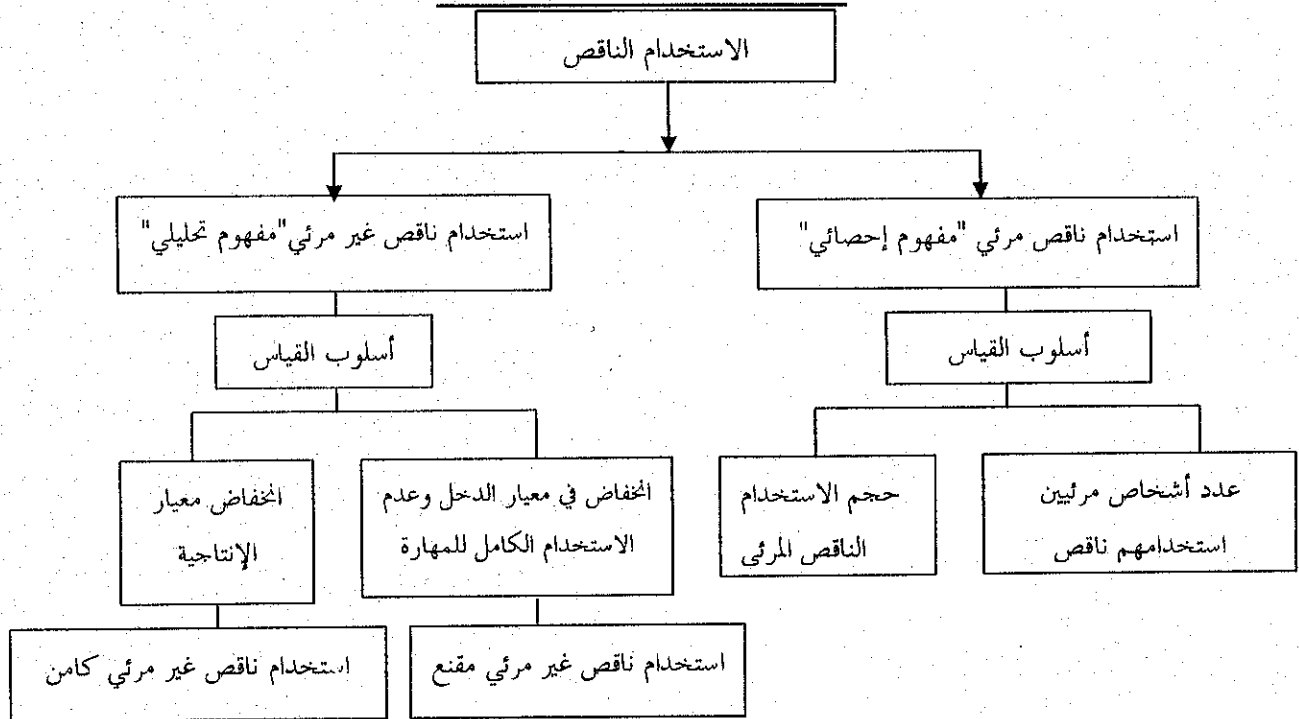 الاستخدام الناقص
استخدام ناقص مرئي "مفهوم إحصائي"
استخدام ناقص غير مرئي"مفهوم تحليلي"
أسلوب القياس
أسلوب القياس
عدد أشخاص مرئيين
استخدامهم ناقص
حجم الاستخدام
الناقص المرئي
انخفاض في معيار الدخل وعدم
الاستخدام الكامل للمهارة
انخفاض معيار
الإنتاجية
استخدام ناقص غير مرئي مقنع
استخدام ناقص غير مرئي كامن